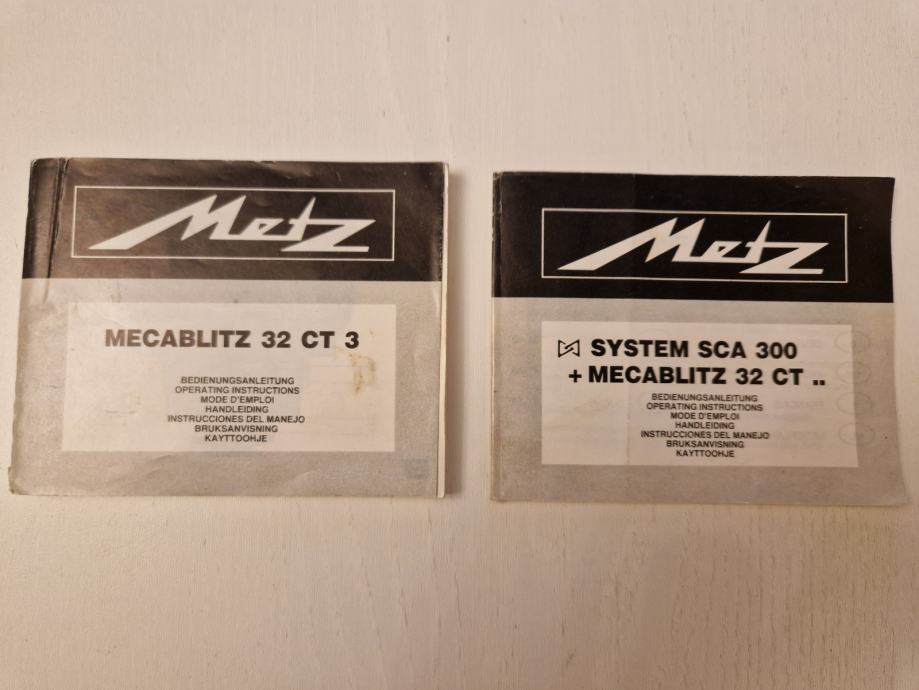 Metz
MECABLITZ 32 CT 3
BEDIENUNGSANLEITUNG
OPERATING INSTRUCTIONS
MODE D'EMPLOI
HANDLEIDING
INSTRUCCIONES DEL MANEJO
BRUKSANVISNING
KAYTTOOHJE
Metz
SYSTEM SCA 300
+ MECABLITZ 32 CT ..
BEDIENUNGSANLEITUNG
OPERATING INSTRUCTIONS
MODE D'EMPLOI
HANDLEIDING
INSTRUCCIONES DEL MANEJO
BRUKSANVISNING
KAYTTOOHJE